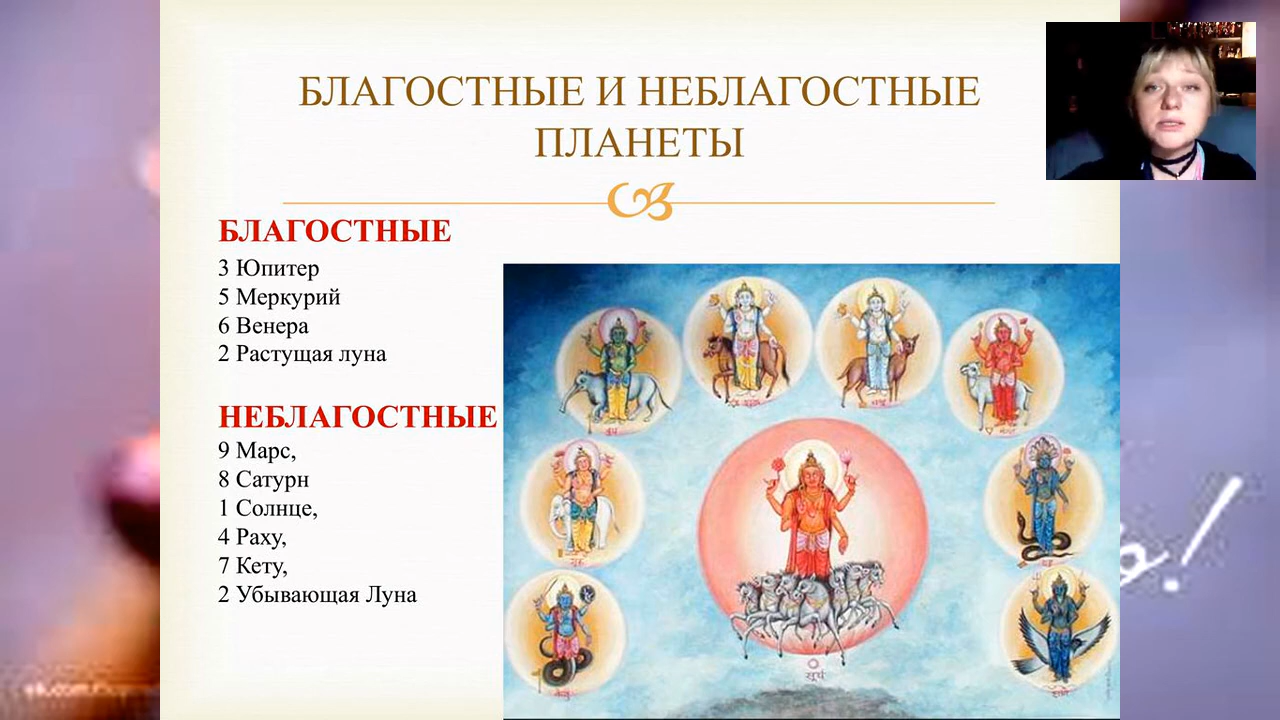 БЛАГОСТНЫЕ И НЕБЛАГОСТНЫЕ
ПЛАНЕТЫ
БЛАГОСТНЫЕ
3 Юпитер
5 Меркурий
6 Венера
2 Растущая луна
НЕБЛАГОСТНЫЕ
9 Марс,
8 Сатурн
1 Солнце,
4 Раху,
7 Кету,
2 Убывающая Луна
सूर्य